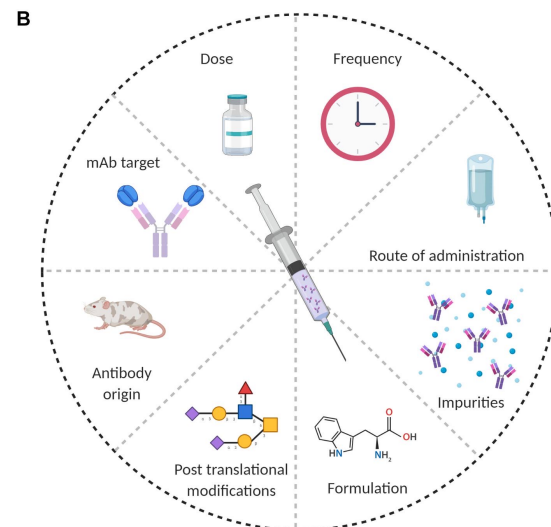 B
Dose
Frequency
mAb target
Route of administration
Antibody
origin
Impurities
Post translational
modifications
Formulation
O
OH
HN
NH2